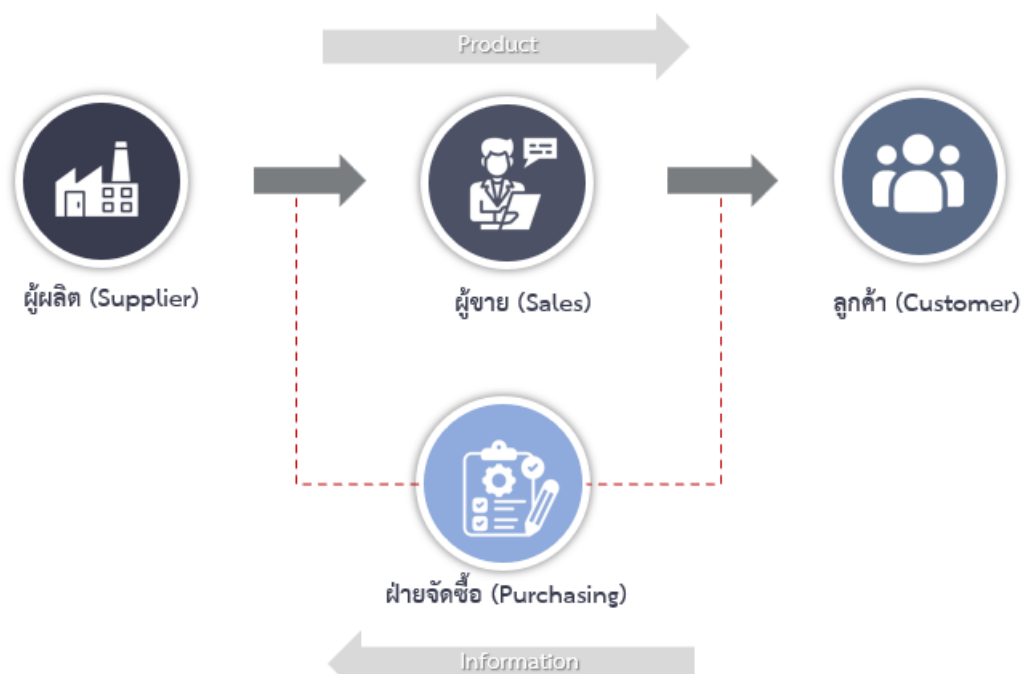 Product
ผู้ผลิต (Supplier)
ผู้ขาย (Sales)
ลูกค้า (Customer)
ฝ่ายจัดซื้อ (Purchasing)
Information